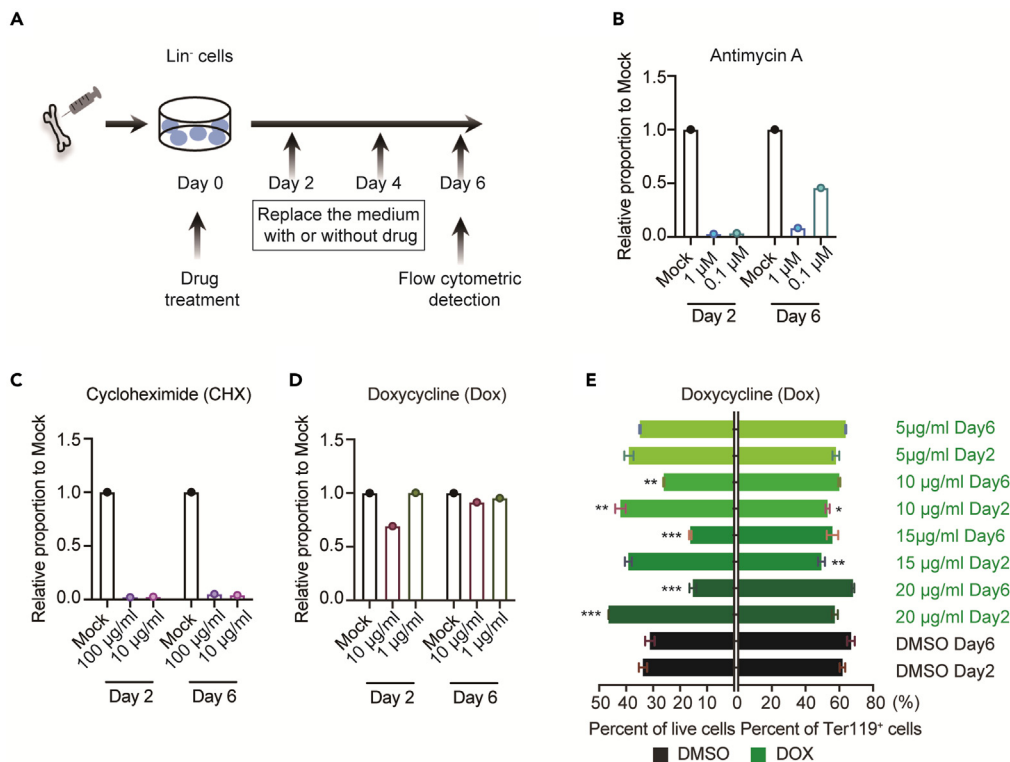 A
Lin⁻ cells
Day 0
Day 2
Day 4
Day 6
Replace the medium
with or without drug
Drug
treatment
Flow cytometric
detection
B
Antimycin A
Relative proportion to Mock
1.5
1.0
0.5
0.0
Mock
1 µM
0.1 µM
Mock
1 µM
0.1 µM
Day 2
Day 6
C
Cycloheximide (CHX)
Relative proportion to Mock
1.5
1.0
0.5
0.0
Mock
100 µg/ml
10 µg/ml
Mock
100 µg/ml
10 µg/ml
Day 2
Day 6
D
Doxycycline (Dox)
Relative proportion to Mock
1.5
1.0
0.5
0.0
Mock
10 µg/ml
1 µg/ml
Mock
10 µg/ml
1 µg/ml
Day 2
Day 6
E
Doxycycline (Dox)
5µg/ml Day6
5µg/ml Day2
** 10 µg/ml Day6
** * 10 µg/ml Day2
*** 15µg/ml Day6
** 15 µg/ml Day2
*** 20 µg/ml Day6
*** 20 µg/ml Day2
DMSO Day6
DMSO Day2
50 40 30 20 10 0 20 40 60 80 (%)
Percent of live cells Percent of Ter119⁺ cells
DMSO DOX